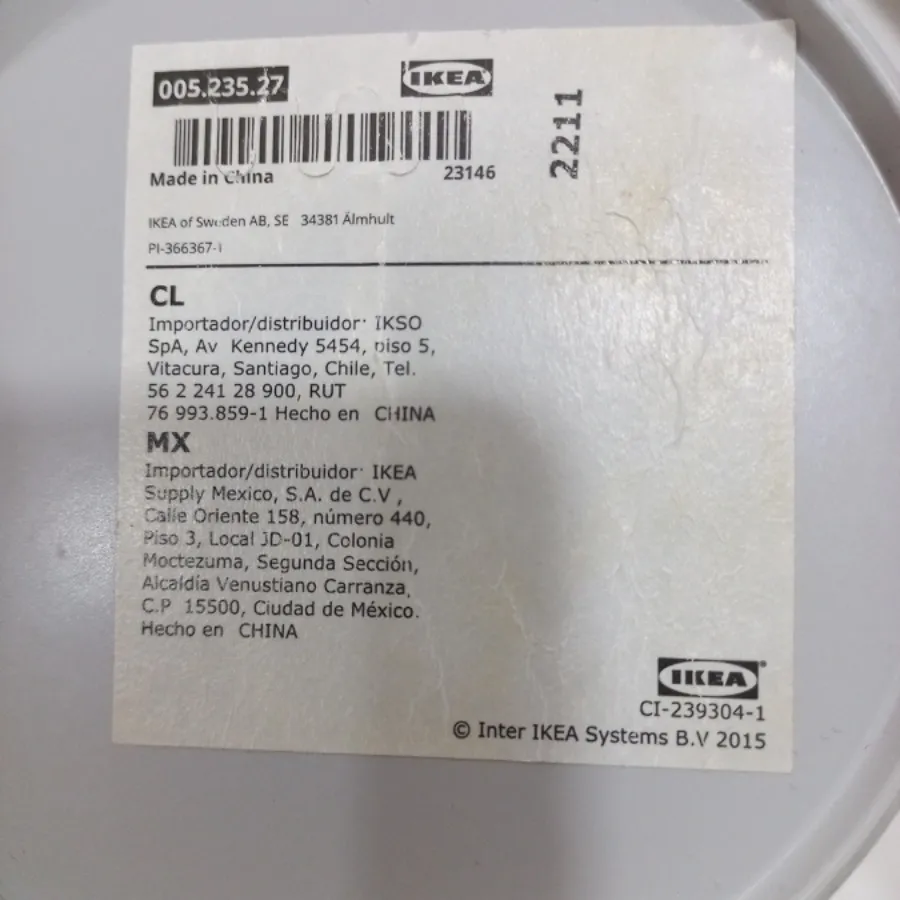 005.235.27
IKEA
2211
Made in China
23146
IKEA of Sweden AB, SE 34381 Älmhult
PI-366367-1
CL
Importador/distribuidor: IKSO
SpA, Av Kennedy 5454, piso 5,
Vitacura, Santiago, Chile, Tel.
56 2 241 28 900, RUT
76 993.859-1 Hecho en CHINA
MX
Importador/distribuidor: IKEA
Supply Mexico, S.A. de C.V ,
Calle Oriente 158, número 440,
Piso 3, Local JD-01, Colonia
Moctezuma, Segunda Sección,
Alcaldía Venustiano Carranza,
C.P 15500, Ciudad de México.
Hecho en CHINA
IKEA®
CI-239304-1
© Inter IKEA Systems B.V 2015